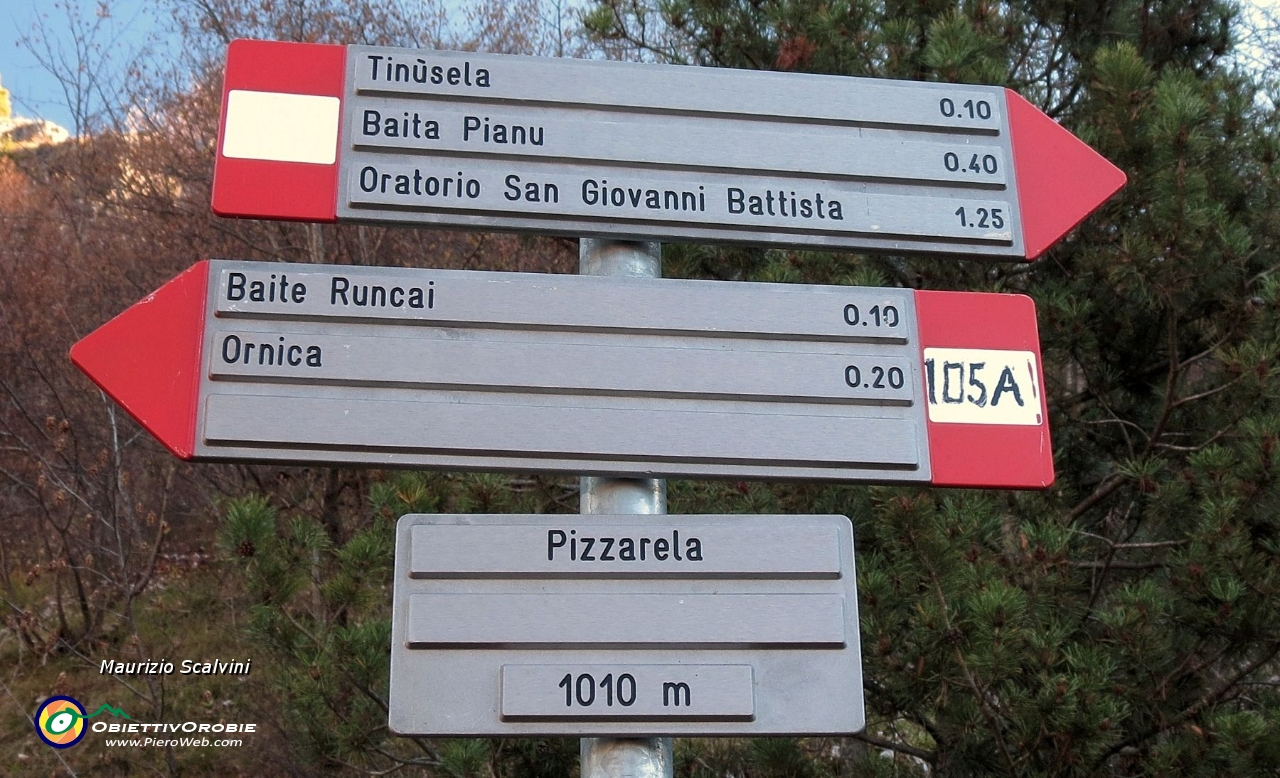 Tinùsela 0.10
Baita Pianu 0.40
Oratorio San Giovanni Battista 1.25
Baite Runcai 0.10
Ornica 0.20
105A
Pizzarela
1010 m
Maurizio Scalvini
ObiettivOrobie
www.PieroWeb.com